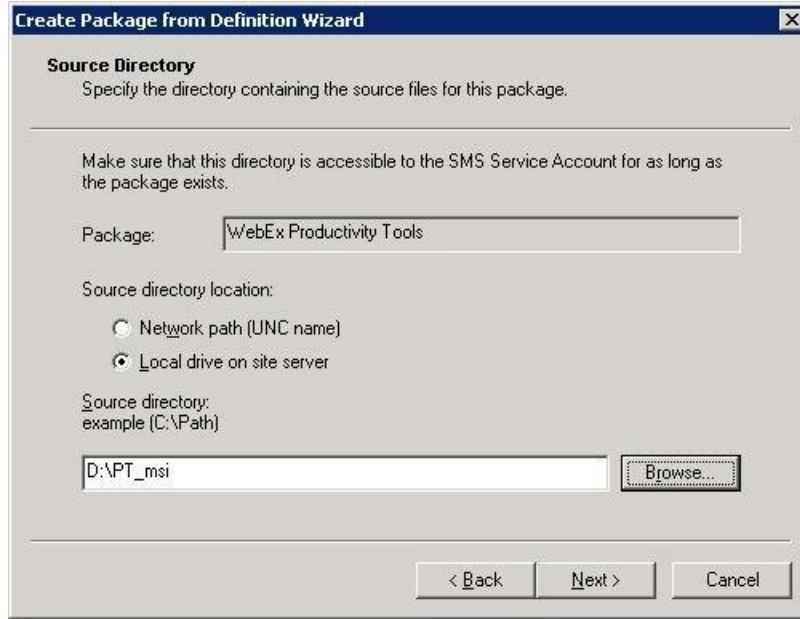 Create Package from Definition Wizard
Source Directory
Specify the directory containing the source files for this package.
Make sure that this directory is accessible to the SMS Service Account for as long as
the package exists.
Package: WebEx Productivity Tools
Source directory location:
Network path (UNC name)
Local drive on site server
Source directory:
example (C:\Path)
D:\PT_msi Browse...
< Back Next > Cancel